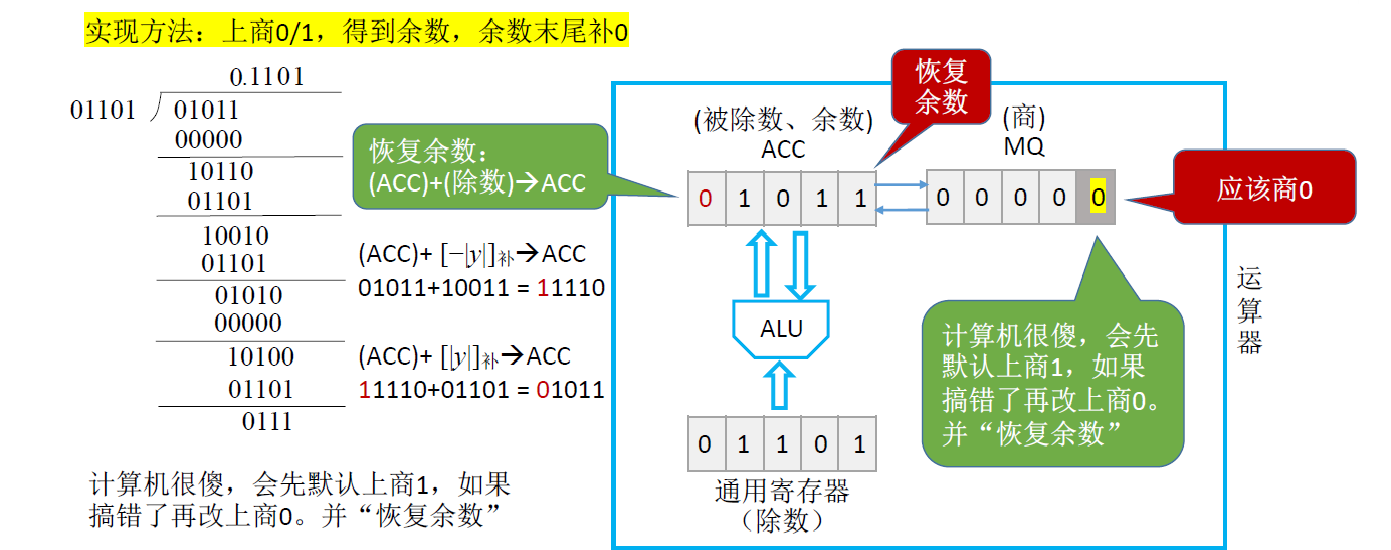 实现方法：上商0/1，得到余数，余数末尾补0
0.1101
01101 01011
00000
10110
01101
10010
01101
01010
00000
10100
01101
0111
恢复余数：
(ACC)+(除数)→ACC
(ACC)+ [−|y|]补→ACC
01011+10011 = 11110
(ACC)+ [|y|]补→ACC
11110+01101 = 01011
计算机很傻，会先默认上商1，如果
搞错了再改上商0。并“恢复余数”
恢复
余数
(被除数、余数)
ACC
(商)
MQ
0 1 0 1 1
0 0 0 0 0
应该商0
ALU
计算机很傻，会先
默认上商1，如果
搞错了再改上商0。
并“恢复余数”
0 1 1 0 1
通用寄存器
（除数）
运
算
器